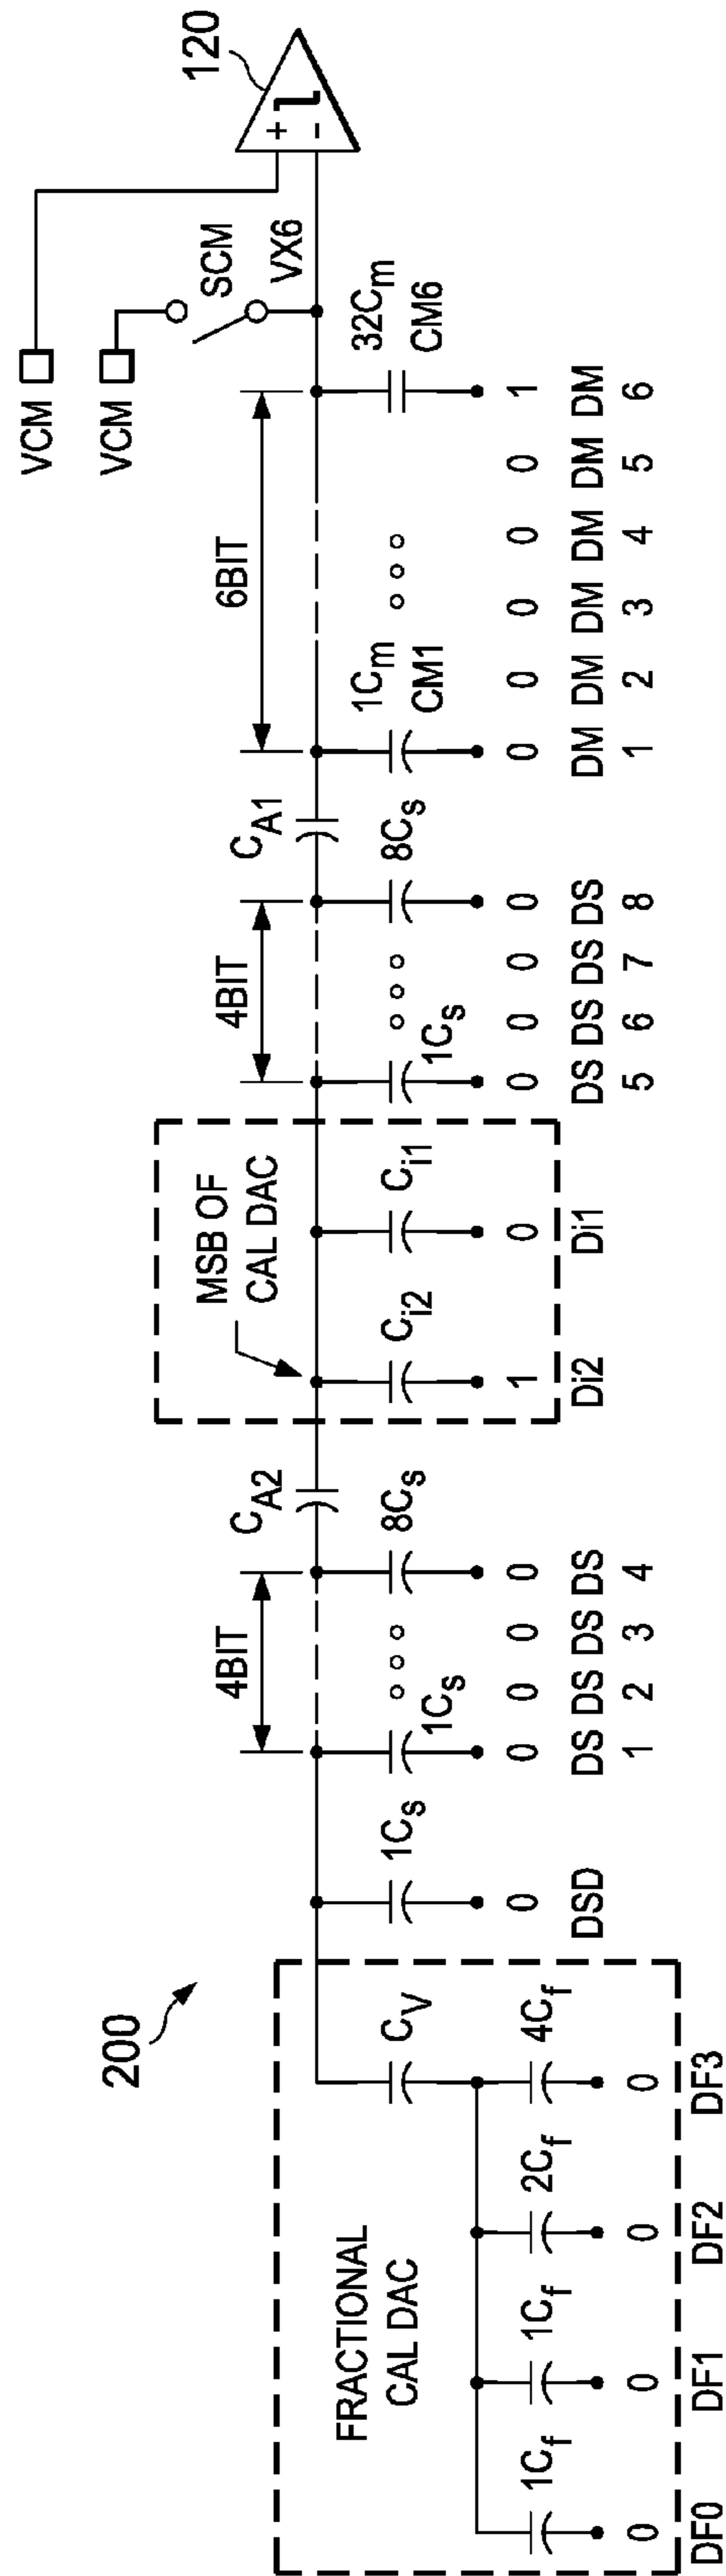 200
120
VCM
VCM
SCM
VX6
+
-
6BIT
4BIT
4BIT
MSB OF
CAL DAC
FRACTIONAL
CAL DAC
CV
1Cf
1Cf
2Cf
4Cf
1Cs
1Cs
8Cs
CA2
Ci2
Ci1
1Cs
8Cs
CA1
1Cm
CM1
32Cm
CM6
0 0 0 0 0 0 0 0 0 1 0 0 0 0 0 0 0 0 0 0 1
DF0 DF1 DF2 DF3 DSD DS DS DS DS Di2 Di1 DS DS DS DS DM DM DM DM DM DM
1 2 3 4 5 6 7 8 1 2 3 4 5 6